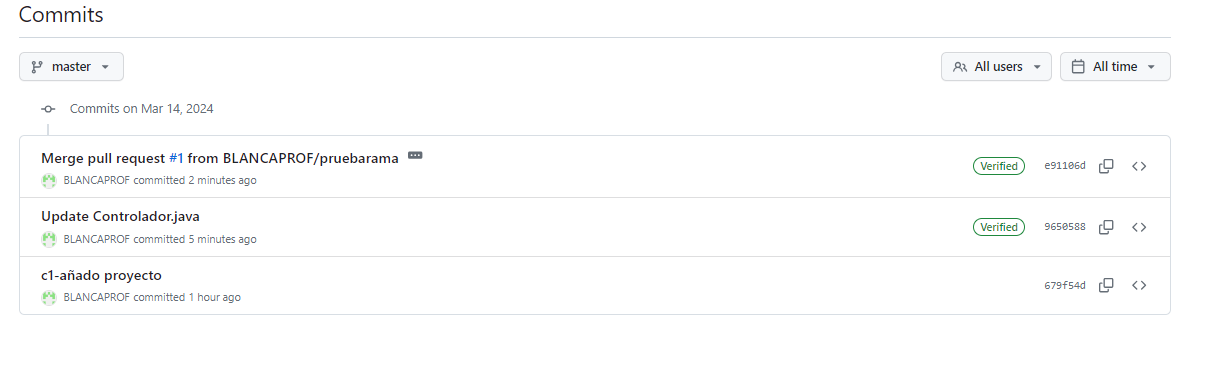 Commits
master
All users
All time
Commits on Mar 14, 2024
Merge pull request #1 from BLANCAPROF/pruebarama
BLANCAPROF committed 2 minutes ago
Verified
e91106d
Update Controlador.java
BLANCAPROF committed 5 minutes ago
Verified
9650588
c1-añado proyecto
BLANCAPROF committed 1 hour ago
679f54d